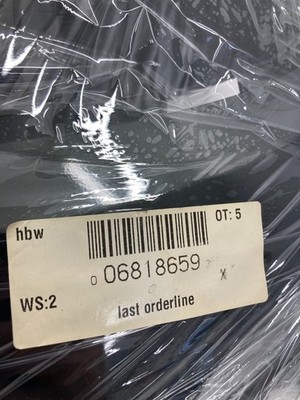 hbw OT: 5
0 06818659 X
WS:2
last orderline